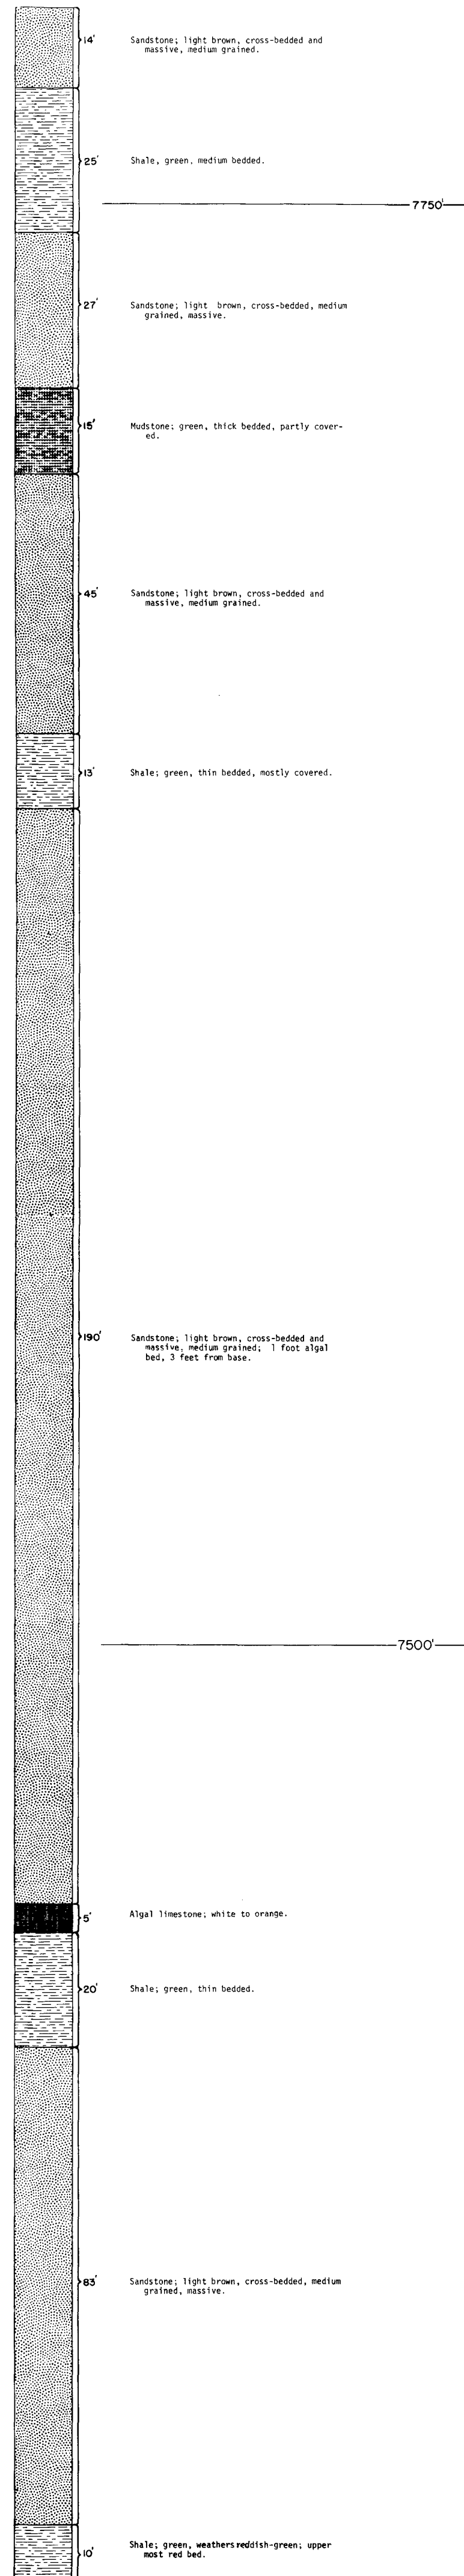 14' Sandstone; light brown, cross-bedded and
massive, medium grained.
25' Shale, green, medium bedded.
7750'
27' Sandstone; light brown, cross-bedded, medium
grained, massive.
15' Mudstone; green, thick bedded, partly cover-
ed.
45' Sandstone; light brown, cross-bedded and
massive, medium grained.
13' Shale; green, thin bedded, mostly covered.
190' Sandstone; light brown, cross-bedded and
massive, medium grained; 1 foot algal
bed, 3 feet from base.
7500'
5' Algal limestone; white to orange.
20' Shale; green, thin bedded.
83' Sandstone; light brown, cross-bedded, medium
grained, massive.
10' Shale; green, weathers reddish-green; upper
most red bed.